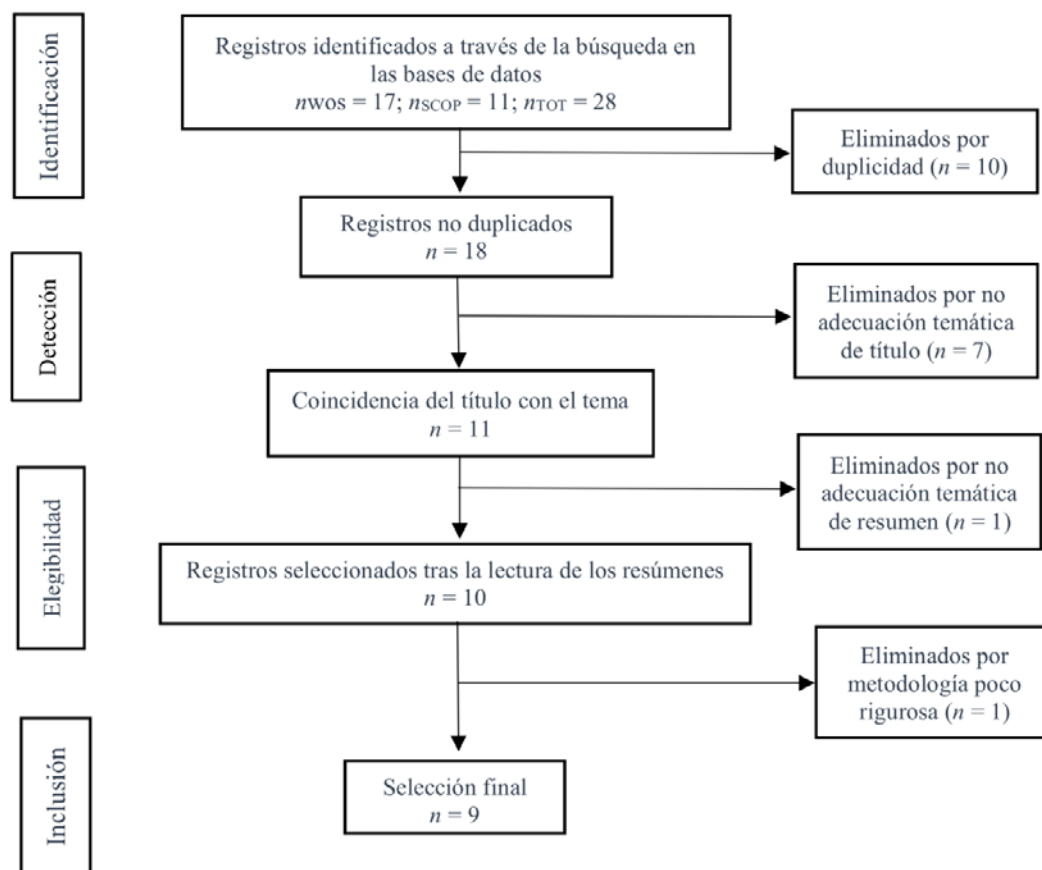 Identificación
Registros identificados a través de la búsqueda en
las bases de datos
nwos = 17; nSCOP = 11; nTOT = 28
Eliminados por
duplicidad (n = 10)
Registros no duplicados
n = 18
Detección
Eliminados por no
adecuación temática
de título (n = 7)
Coincidencia del título con el tema
n = 11
Elegibilidad
Eliminados por no
adecuación temática
de resumen (n = 1)
Registros seleccionados tras la lectura de los resúmenes
n = 10
Eliminados por
metodología poco
rigurosa (n = 1)
Inclusión
Selección final
n = 9